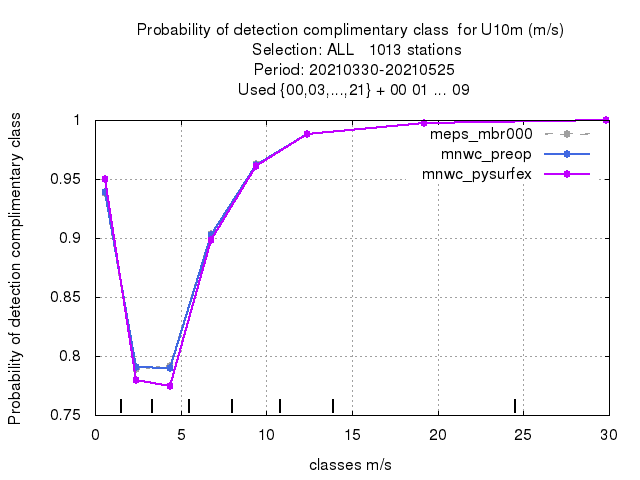 Probability of detection complimentary class  for U10m (m/s)
Selection: ALL   1013 stations
Period: 20210330-20210525
Used {00,03,...,21} + 00 01 ... 09
Probability of detection complimentary class
1
0.95
0.9
0.85
0.8
0.75
meps_mbr000
mnwc_preop
mnwc_pysurfex
0 5 10 15 20 25 30
classes m/s